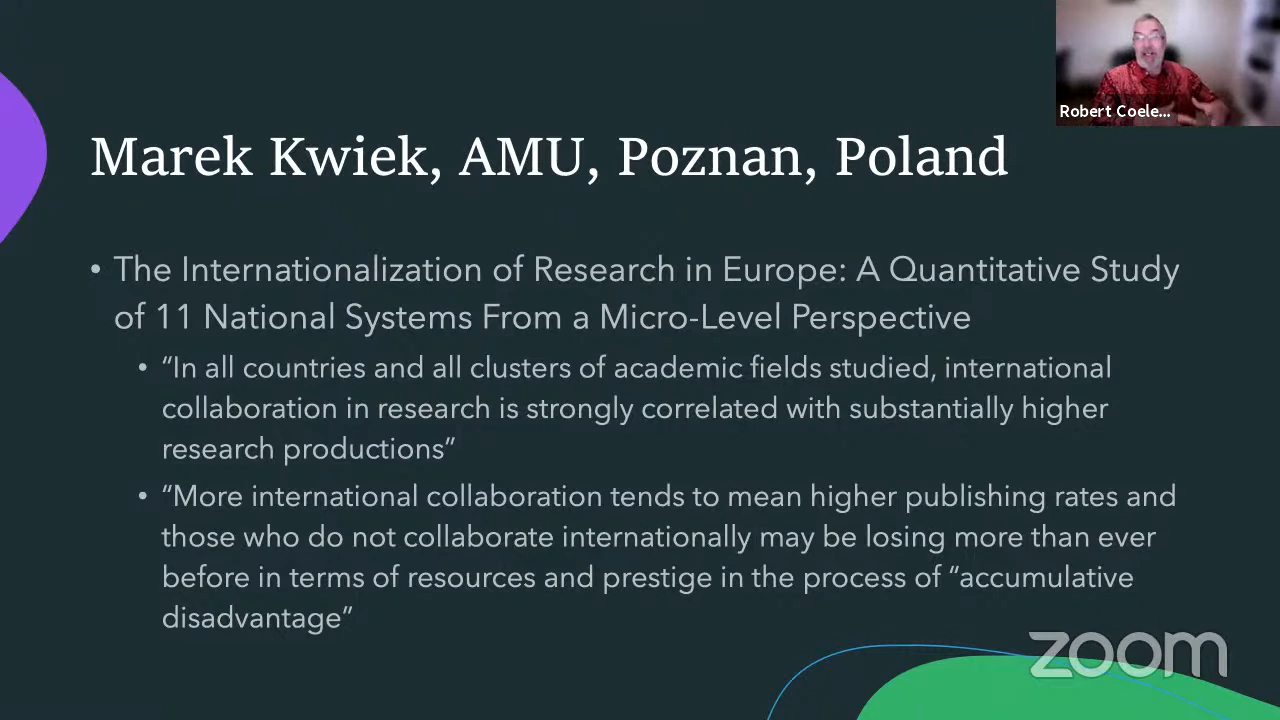 Robert Coele...
Marek Kwiek, AMU, Poznan, Poland
• The Internationalization of Research in Europe: A Quantitative Study
of 11 National Systems From a Micro-Level Perspective
• “In all countries and all clusters of academic fields studied, international
collaboration in research is strongly correlated with substantially higher
research productions”
• “More international collaboration tends to mean higher publishing rates and
those who do not collaborate internationally may be losing more than ever
before in terms of resources and prestige in the process of “accumulative
disadvantage”
zoom